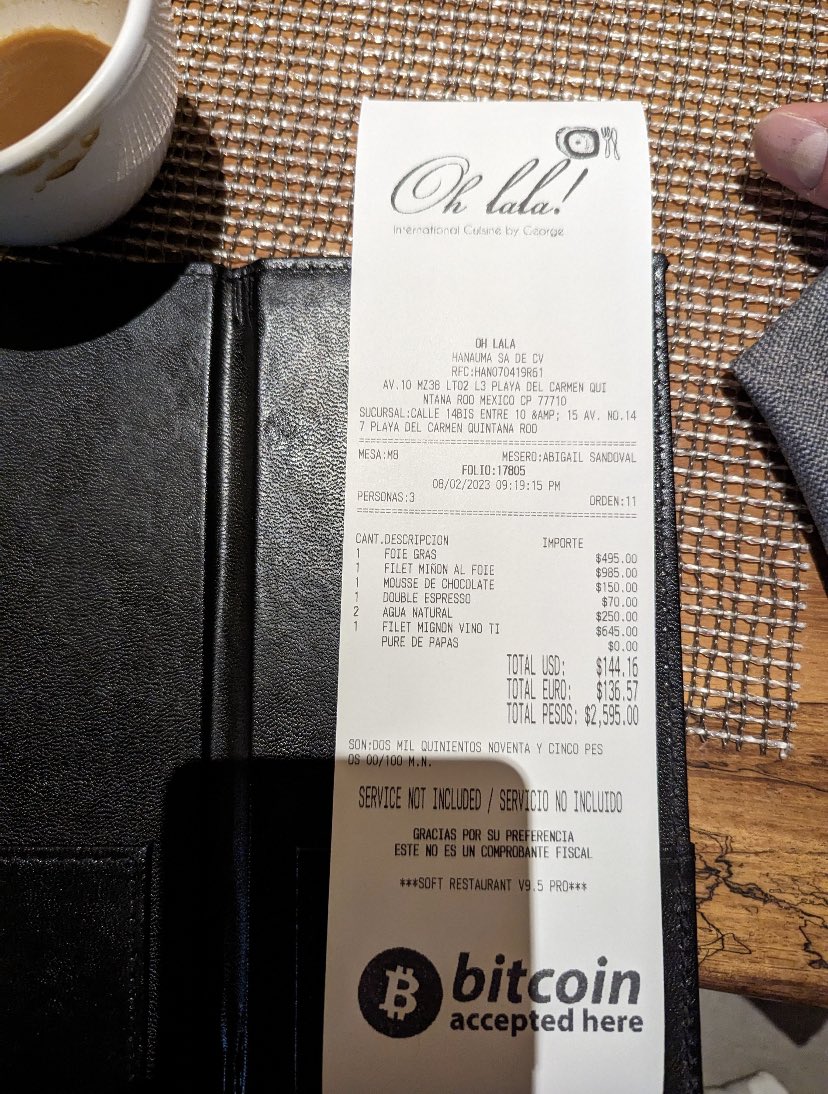 Oh lala!
International Cuisine by George
OH LALA
HANAUMA SA DE CV
RFC:HAN070419R61
AV.10 MZ38 LT02 L3 PLAYA DEL CARMEN QUI
NTANA ROO MEXICO CP 77710
SUCURSAL:CALLE 14BIS ENTRE 10 &AMP; 15 AV. NO.14
7 PLAYA DEL CARMEN QUINTANA ROO
MESA:M8 MESERO:ABIGAIL SANDOVAL
FOLIO:17805
08/02/2023 09:19:15 PM
PERSONAS:3 ORDEN:11
CANT.DESCRIPCION IMPORTE
1 FOIE GRAS $495.00
1 FILET MIÑON AL FOIE $985.00
1 MOUSSE DE CHOCOLATE $150.00
1 DOUBLE ESPRESSO $70.00
2 AGUA NATURAL $250.00
1 FILET MIGNON VINO TI $645.00
PURE DE PAPAS $0.00
TOTAL USD: $144.16
TOTAL EURO: $136.57
TOTAL PESOS: $2,595.00
SON:DOS MIL QUINIENTOS NOVENTA Y CINCO PES
OS 00/100 M.N.
SERVICE NOT INCLUDED / SERVICIO NO INCLUIDO
GRACIAS POR SU PREFERENCIA
ESTE NO ES UN COMPROBANTE FISCAL
***SOFT RESTAURANT V9.5 PRO***
bitcoin
accepted here